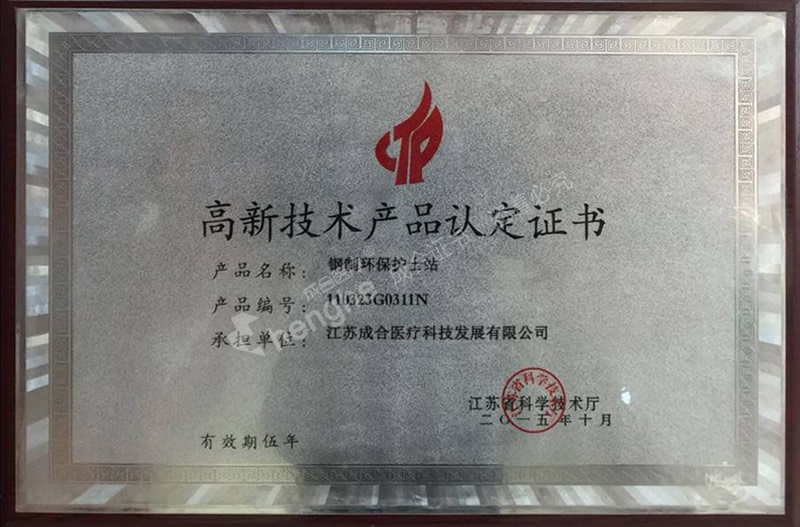 高新技术产品认定证书
产品名称：钢制环保护士站
产品编号：110323G0311N
承担单位：江苏成合医疗科技发展有限公司
江苏省科学技术厅
二〇一五年十月
有效期伍年